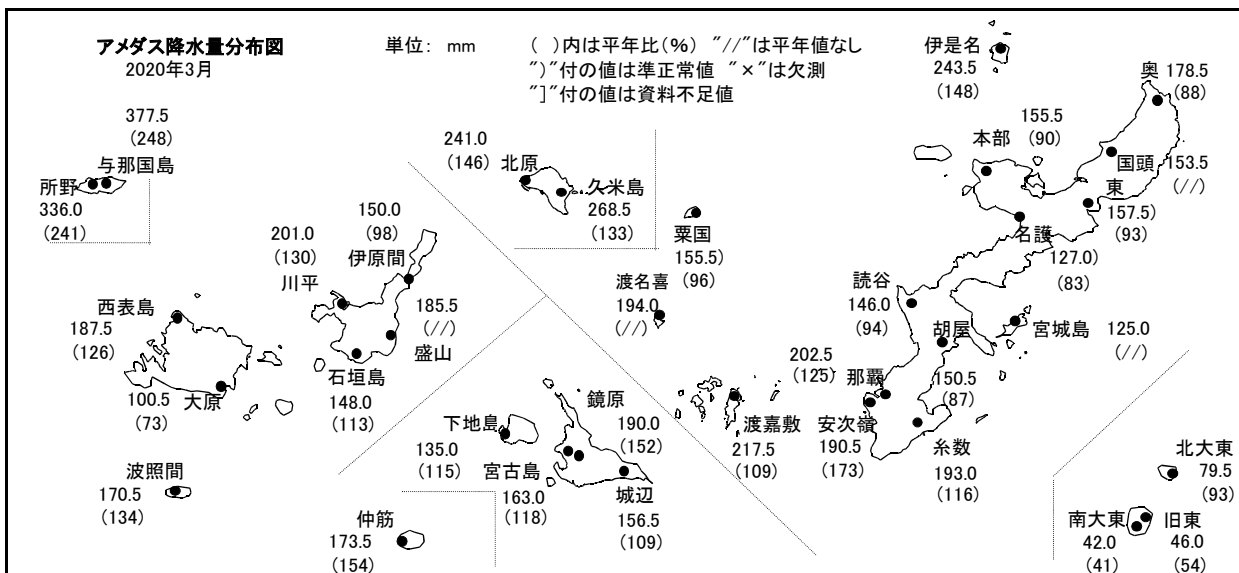 アメダス降水量分布図 単位: mm ( )内は平年比(%) "//"は平年値なし
2020年3月 ")"付の値は準正常値 "×"は欠測
"]"付の値は資料不足値
377.5
(248)
与那国島
所野
336.0
(241)
241.0
(146)
北原
久米島
268.5
(133)
伊是名
243.5
(148)
奥 178.5
(88)
155.5
(90)
本部
国頭 153.5
(//)
東
157.5)
(93)
名護
127.0)
(83)
粟国
155.5)
(96)
渡名喜
194.0
(//)
読谷
146.0
(94)
胡屋
150.5
(87)
宮城島 125.0
(//)
150.0
(98)
伊原間
201.0
(130)
川平
185.5
(//)
盛山
石垣島
148.0
(113)
西表島
187.5
(126)
100.5
(73)
大原
波照間
170.5
(134)
202.5
(125)
那覇
安次嶺
190.5
(173)
糸数
193.0
(116)
渡嘉敷
217.5
(109)
鏡原
190.0
(152)
下地島
135.0
(115)
宮古島
163.0
(118)
城辺
156.5
(109)
仲筋
173.5
(154)
北大東
79.5
(93)
南大東
42.0
(41)
旧東
46.0
(54)